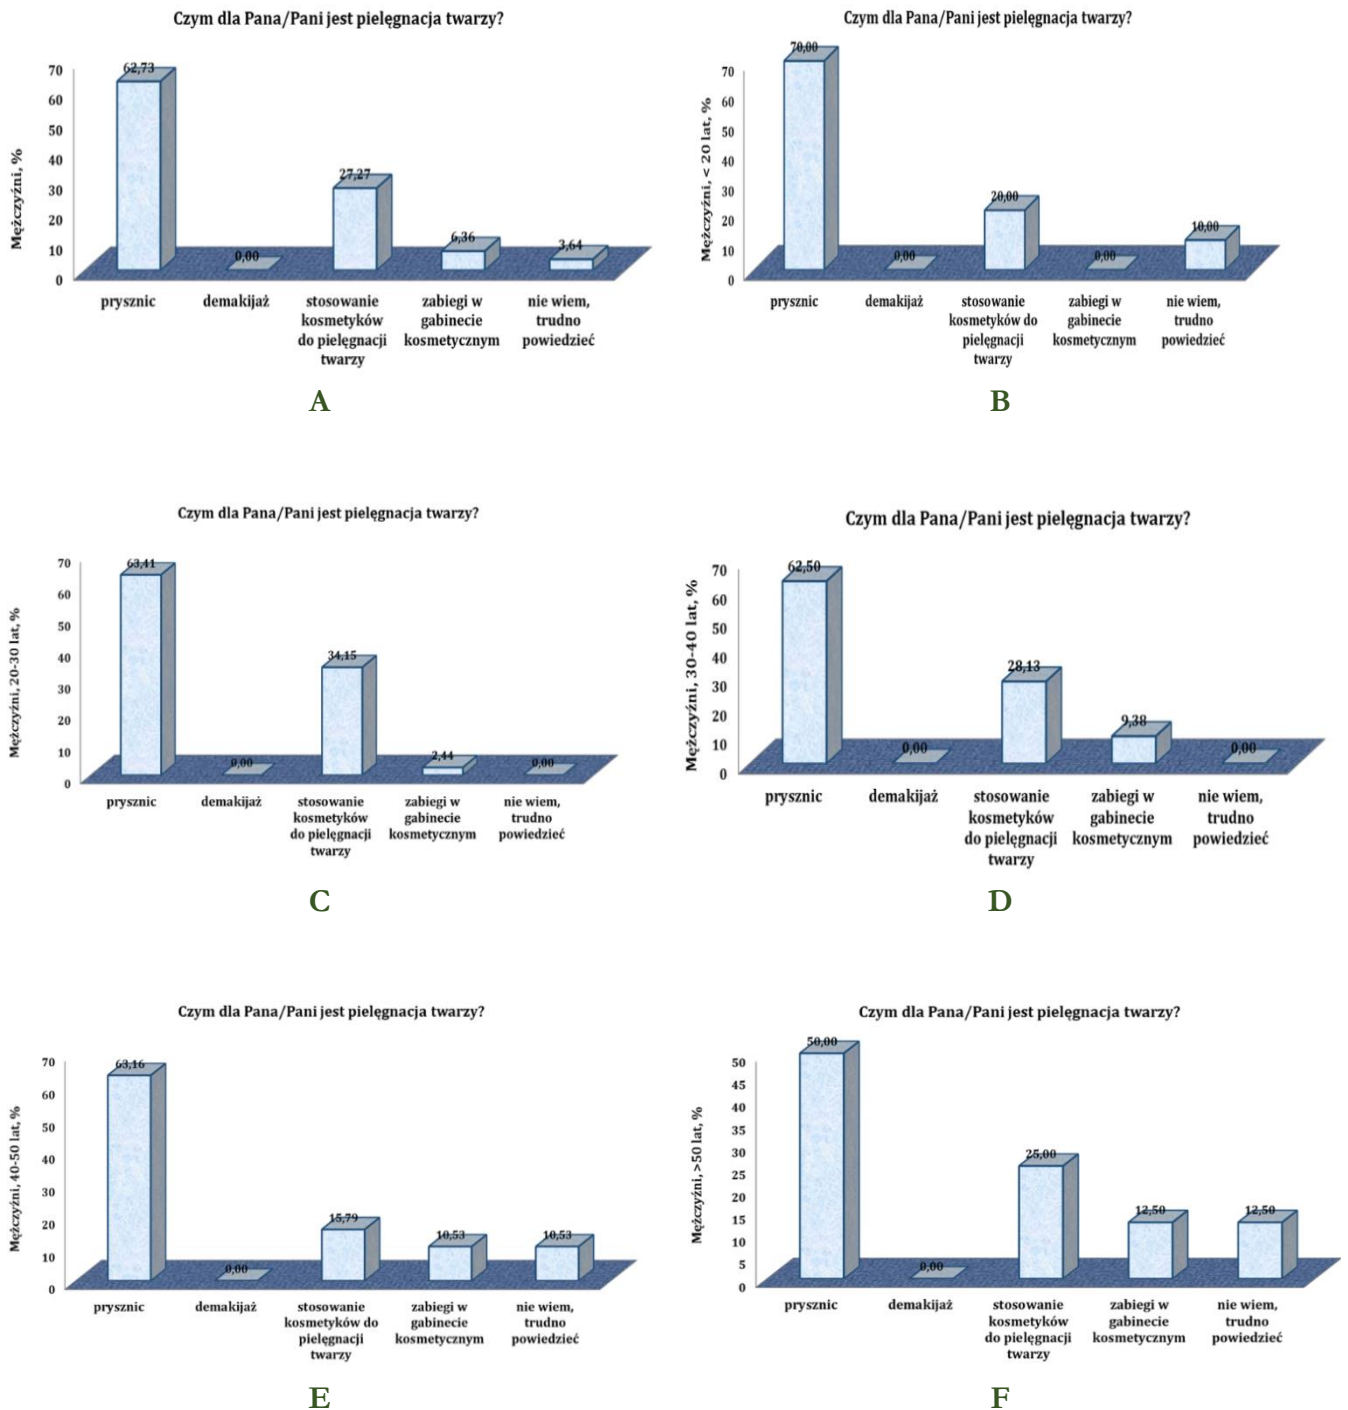 Czym dla Pana/Pani jest pielęgnacja twarzy?
Mężczyźni, %
70
60
50
40
30
20
10
0
62,73
0,00
27,27
6,36
3,64
prysznic
demakijaż
stosowanie
kosmetyków
do pielęgnacji
twarzy
zabiegi w
gabinecie
kosmetycznym
nie wiem,
trudno
powiedzieć
A
Czym dla Pana/Pani jest pielęgnacja twarzy?
Mężczyźni, < 20 lat, %
70
60
50
40
30
20
10
0
70,00
0,00
20,00
0,00
10,00
prysznic
demakijaż
stosowanie
kosmetyków do
pielęgnacji
twarzy
zabiegi w
gabinecie
kosmetycznym
nie wiem,
trudno
powiedzieć
B
Czym dla Pana/Pani jest pielęgnacja twarzy?
Mężczyźni, 20-30 lat, %
70
60
50
40
30
20
10
0
63,41
0,00
34,15
2,44
0,00
prysznic
demakijaż
stosowanie
kosmetyków
do pielęgnacji
twarzy
zabiegi w
gabinecie
kosmetycznym
nie wiem,
trudno
powiedzieć
C
Czym dla Pana/Pani jest pielęgnacja twarzy?
Mężczyźni, 30-40 lat, %
70
60
50
40
30
20
10
0
62,50
0,00
28,13
9,38
0,00
prysznic
demakijaż
stosowanie
kosmetyków
do pielęgnacji
twarzy
zabiegi w
gabinecie
kosmetycznym
nie wiem,
trudno
powiedzieć
D
Czym dla Pana/Pani jest pielęgnacja twarzy?
Mężczyźni, 40-50 lat, %
70
60
50
40
30
20
10
0
63,16
0,00
15,79
10,53
10,53
prysznic
demakijaż
stosowanie
kosmetyków do
pielęgnacji
twarzy
zabiegi w
gabinecie
kosmetycznym
nie wiem,
trudno
powiedzieć
E
Czym dla Pana/Pani jest pielęgnacja twarzy?
Mężczyźni, >50 lat, %
50
45
40
35
30
25
20
15
10
5
0
50,00
0,00
25,00
12,50
12,50
prysznic
demakijaż
stosowanie
kosmetyków
do pielęgnacji
twarzy
zabiegi w
gabinecie
kosmetycznym
nie wiem,
trudno
powiedzieć
F